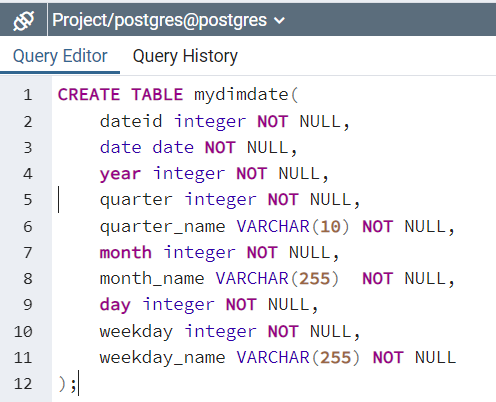 Project/postgres@postgres
Query Editor Query History
1 CREATE TABLE mydimdate(
2 dateid integer NOT NULL,
3 date date NOT NULL,
4 year integer NOT NULL,
5 quarter integer NOT NULL,
6 quarter_name VARCHAR(10) NOT NULL,
7 month integer NOT NULL,
8 month_name VARCHAR(255)  NOT NULL,
9 day integer NOT NULL,
10 weekday integer NOT NULL,
11 weekday_name VARCHAR(255) NOT NULL
12 );